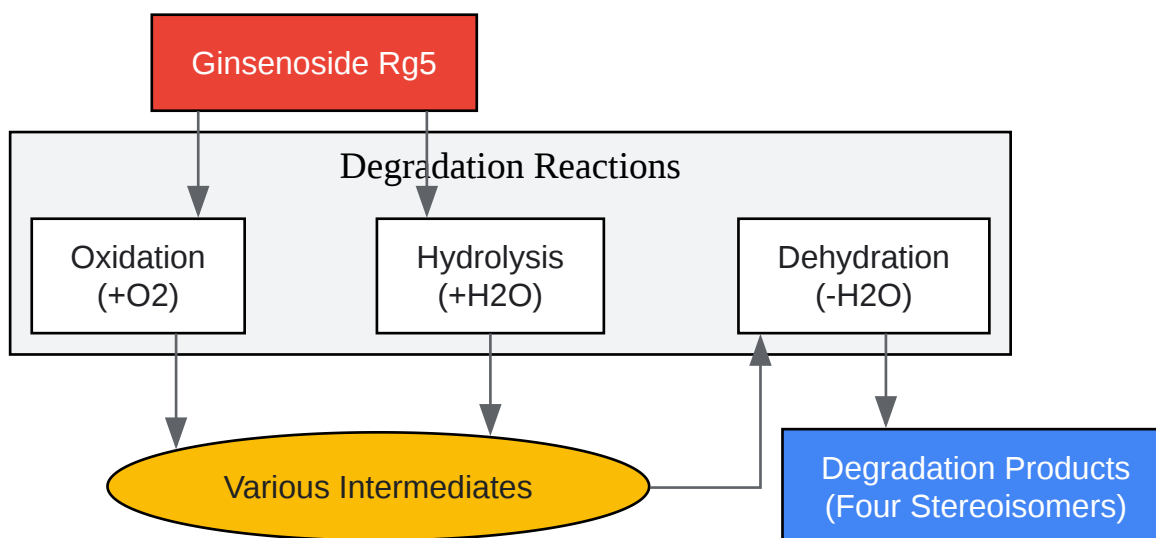 Ginsenoside Rg5
Degradation Reactions
Oxidation
(+O2)
Hydrolysis
(+H2O)
Dehydration
(-H2O)
Various Intermediates
Degradation Products
(Four Stereoisomers)